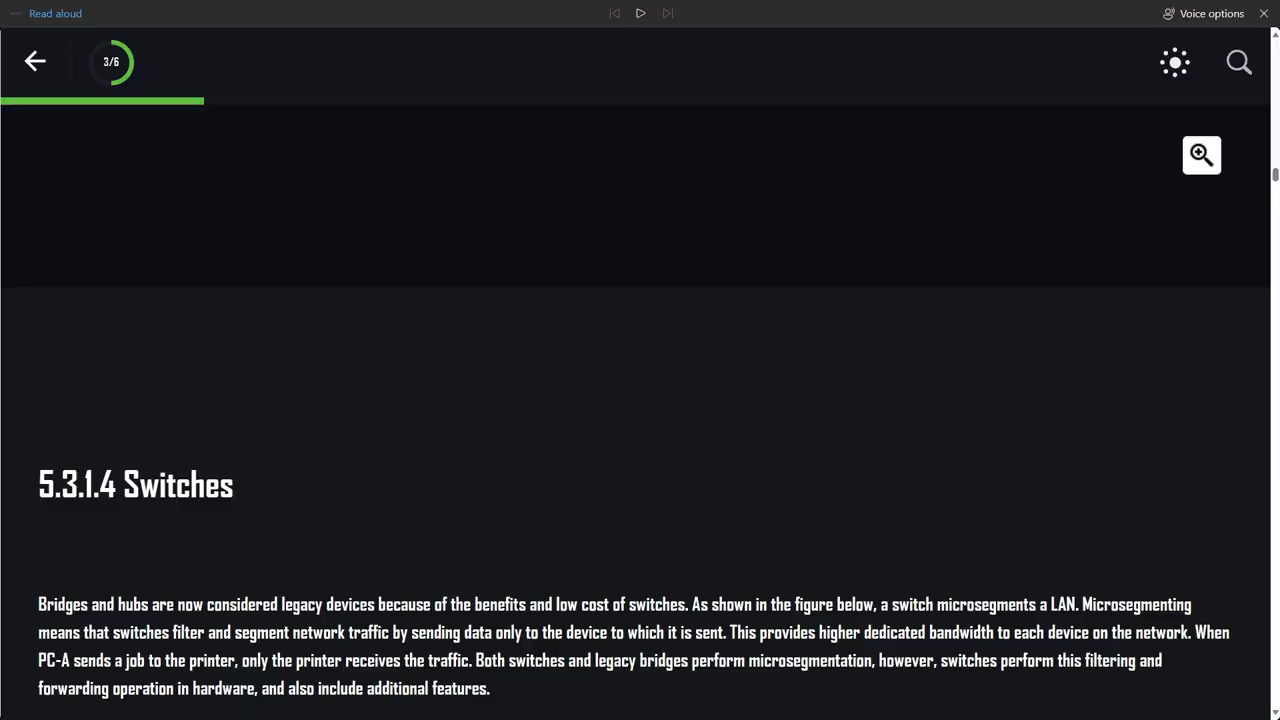 Read aloud
Voice options
3/6
5.3.1.4 Switches
Bridges and hubs are now considered legacy devices because of the benefits and low cost of switches. As shown in the figure below, a switch microsegments a LAN. Microsegmenting
means that switches filter and segment network traffic by sending data only to the device to which it is sent. This provides higher dedicated bandwidth to each device on the network. When
PC-A sends a job to the printer, only the printer receives the traffic. Both switches and legacy bridges perform microsegmentation, however, switches perform this filtering and
forwarding operation in hardware, and also include additional features.